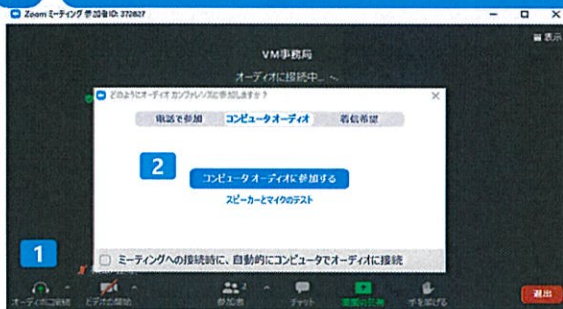 Zoom ミーティング 参加者ID: 372827
表示
VM事務局
オーディオに接続中...
どのようにオーディオ カンファレンスに参加しますか?
電話で参加 コンピュータ オーディオ 着信希望
2
コンピュータ オーディオに参加する
スピーカーとマイクのテスト
1
ミーティングへの接続時に、自動的にコンピュータでオーディオに接続
オーディオに接続 ビデオの開始 参加者 2 チャット 画面の共有 手を挙げる 退出